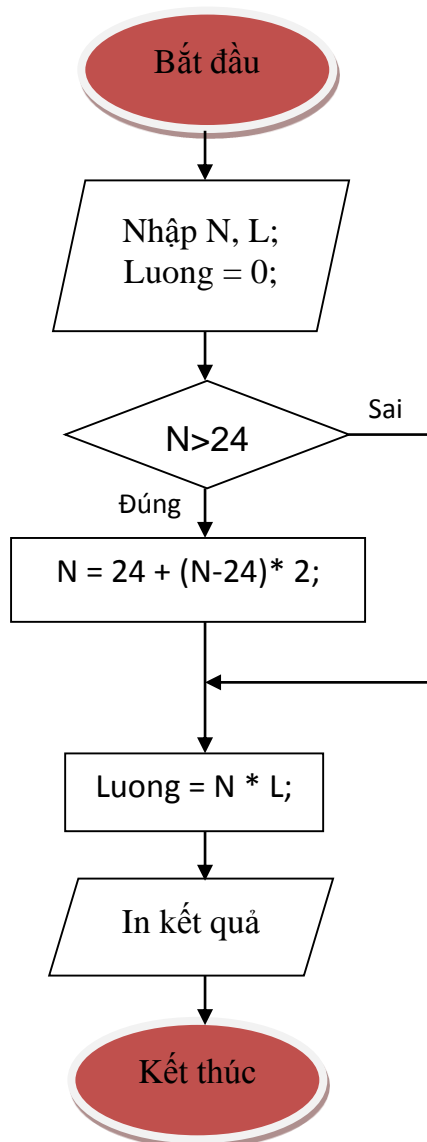 Bắt đầu
Nhập N, L;
Luong = 0;
N>24
Sai
Đúng
N = 24 + (N-24)* 2;
Luong = N * L;
In kết quả
Kết thúc